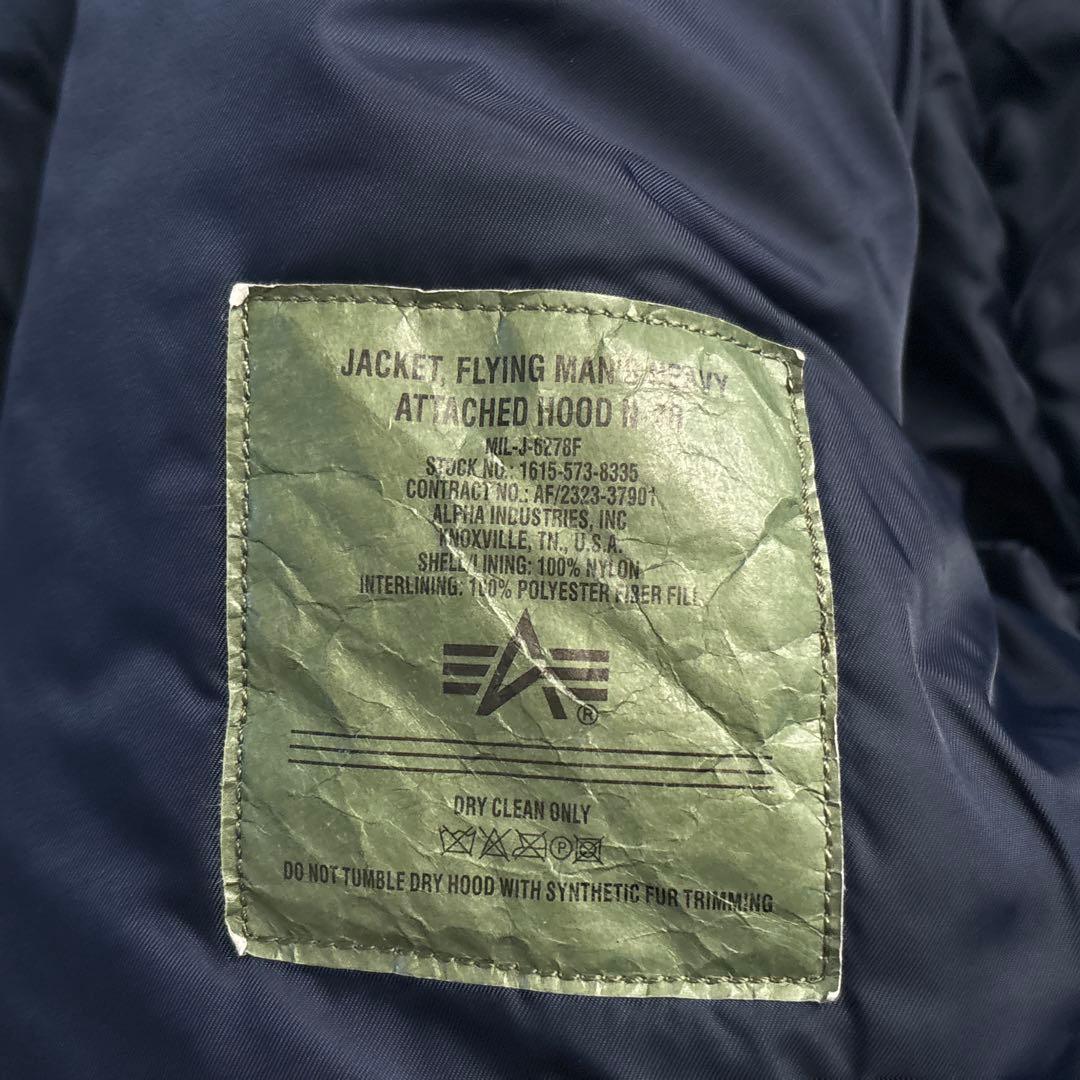 JACKET, FLYING MAN'S HEAVY
ATTACHED HOOD
MIL-J-6278F
STOCK NO.: 1615-573-8335
CONTRACT NO.: AF/2323-37901
ALPHA INDUSTRIES, INC
KNOXVILLE, TN., U.S.A.
SHELL/LINING: 100% NYLON
INTERLINING: 100% POLYESTER FIBER FILL
®
DRY CLEAN ONLY
P
DO NOT TUMBLE DRY HOOD WITH SYNTHETIC FUR TRIMMING